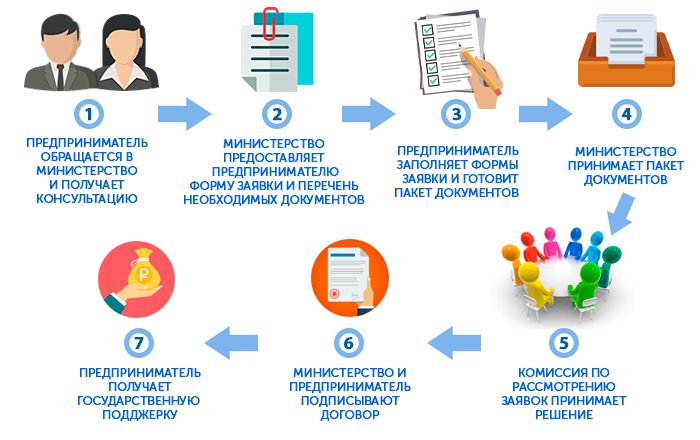 1
ПРЕДПРИНИМАТЕЛЬ
ОБРАЩАЕТСЯ В
МИНИСТЕРСТВО
И ПОЛУЧАЕТ
КОНСУЛЬТАЦИЮ
2
МИНИСТЕРСТВО
ПРЕДОСТАВЛЯЕТ
ПРЕДПРИНИМАТЕЛЮ
ФОРМУ ЗАЯВКИ И ПЕРЕЧЕНЬ
НЕОБХОДИМЫХ ДОКУМЕНТОВ
3
ПРЕДПРИНИМАТЕЛЬ
ЗАПОЛНЯЕТ ФОРМЫ
ЗАЯВКИ И ГОТОВИТ
ПАКЕТ ДОКУМЕНТОВ
4
МИНИСТЕРСТВО
ПРИНИМАЕТ ПАКЕТ
ДОКУМЕНТОВ
5
КОМИССИЯ ПО
РАССМОТРЕНИЮ
ЗАЯВОК ПРИНИМАЕТ
РЕШЕНИЕ
6
МИНИСТЕРСТВО И
ПРЕДПРИНИМАТЕЛЬ
ПОДПИСЫВАЮТ
ДОГОВОР
₽
7
ПРЕДПРИНИМАТЕЛЬ
ПОЛУЧАЕТ
ГОСУДАРСТВЕННУЮ
ПОДДЖЕРКУ